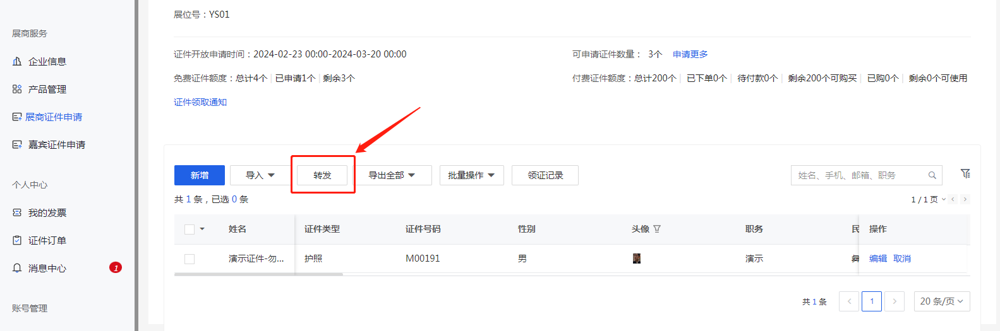 展商服务
企业信息
产品管理
展商证件申请
嘉宾证件申请
个人中心
我的发票
证件订单
消息中心 1
账号管理
展位号：YS01
证件开放申请时间：2024-02-23 00:00-2024-03-20 00:00
可申请证件数量： 3个 申请更多
免费证件额度：总计4个 | 已申请1个 | 剩余3个
付费证件额度：总计200个 | 已下单0个 | 待付款0个 | 剩余200个可购买 | 已购0个 | 剩余0个可使用
证件领取通知
新增 导入 转发 导出全部 批量操作 领证记录 姓名、手机、邮箱、职务
共 1 条，已选 0 条 1 / 1 页
姓名 证件类型 证件号码 性别 头像 职务 民 操作
演示证件-勿... 护照 M00191 男 演示 彝 编辑 取消
共 1 条 < 1 > 20 条/页